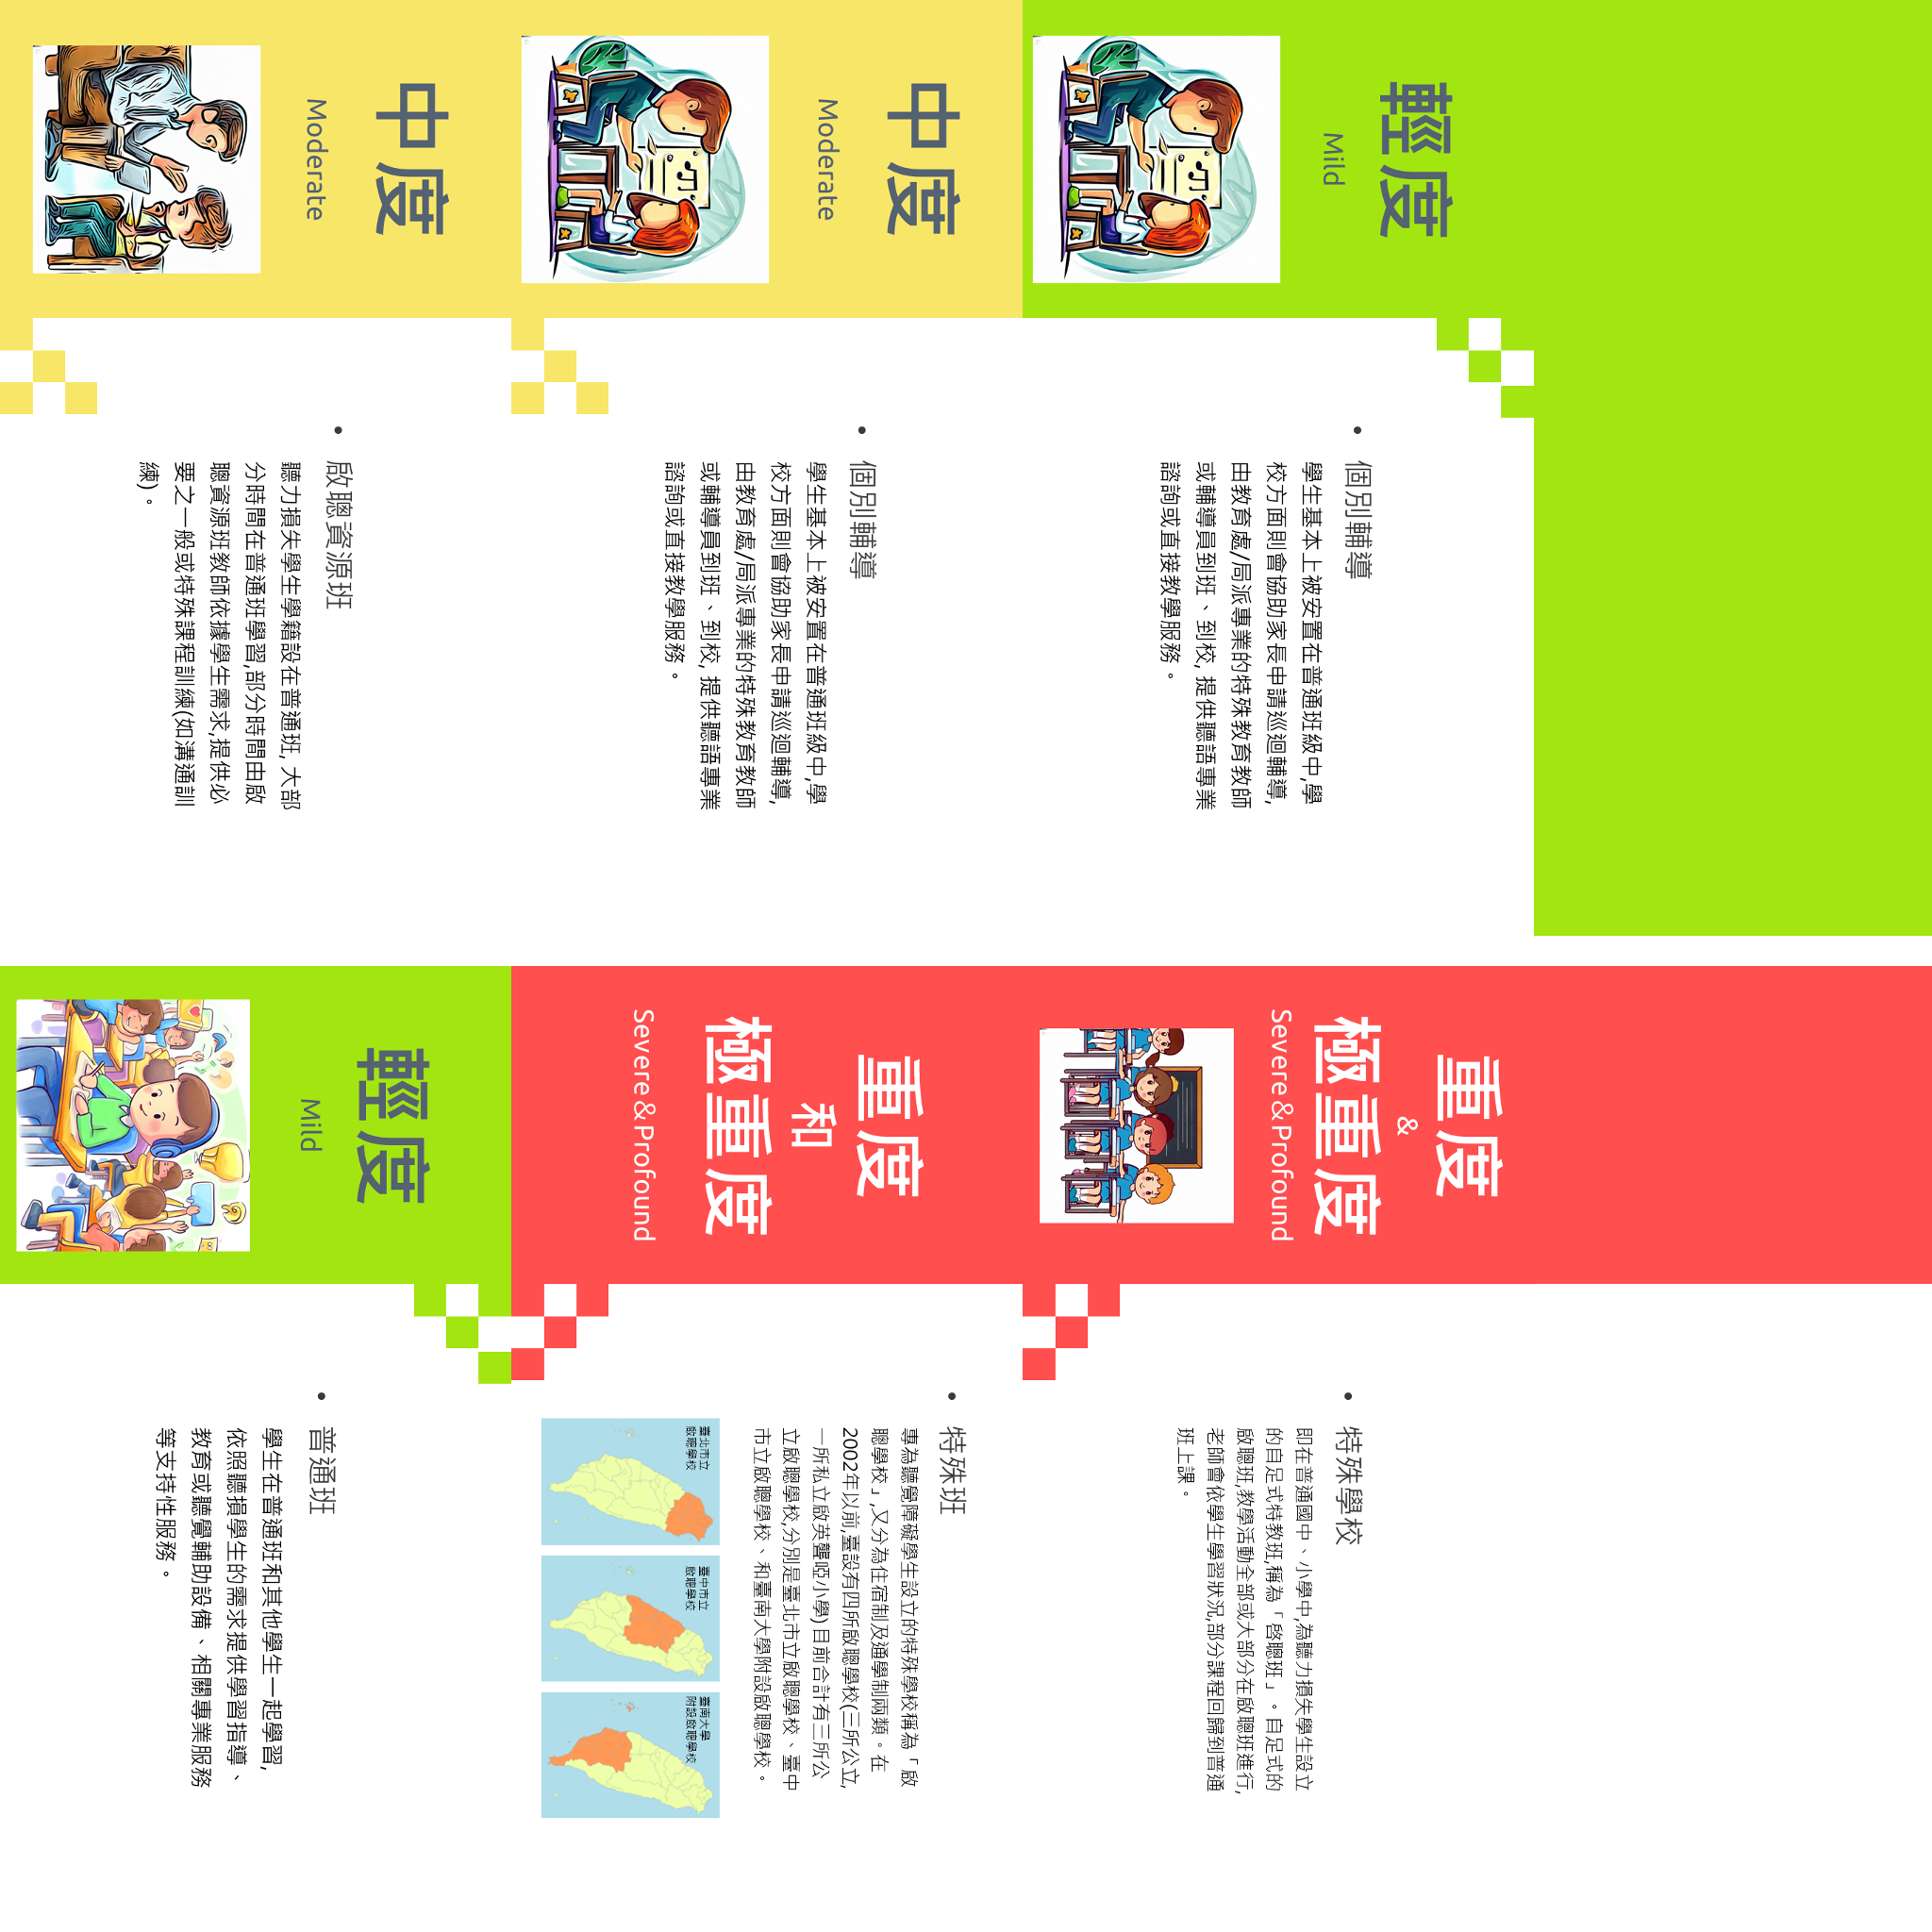 輕度
Mild
• 個別輔導
學生基本上被安置在普通班級中,學
校方面則會協助家長申請巡迴輔導,
由教育處/局派專業的特殊教育教師
或輔導員到班、到校, 提供聽語專業
諮詢或直接教學服務。
中度
Moderate
• 個別輔導
學生基本上被安置在普通班級中,學
校方面則會協助家長申請巡迴輔導,
由教育處/局派專業的特殊教育教師
或輔導員到班、到校, 提供聽語專業
諮詢或直接教學服務。
中度
Moderate
• 啟聰資源班
聽力損失學生學籍設在普通班, 大部
分時間在普通班學習,部分時間由啟
聰資源班教師依據學生需求,提供必
要之一般或特殊課程訓練(如溝通訓
練)。
重度
&
極重度
Severe&Profound
• 特殊學校
即在普通國中、小學中,為聽力損失學生設立
的自足式特教班,稱為「啓聰班」。自足式的
啟聰班,教學活動全部或大部分在啟聰班進行,
老師會依學生學習狀況,部分課程回歸到普通
班上課。
重度
和
極重度
Severe&Profound
• 特殊班
專為聽覺障礙學生設立的特殊學校稱為「啟
聰學校」,又分為住宿制及通學制兩類。在
2002年以前,臺設有四所啟聰學校(三所公立,
一所私立啟英聾啞小學)目前合計有三所公
立啟聰學校,分別是臺北市立啟聰學校、臺中
市立啟聰學校、和臺南大學附設啟聰學校。
臺北市立
啟聰學校
臺中市立
啟聰學校
臺南大學
附設啟聰學校
輕度
Mild
• 普通班
學生在普通班和其他學生一起學習,
依照聽損學生的需求提供學習指導、
教育或聽覺輔助設備、相關專業服務
等支持性服務。